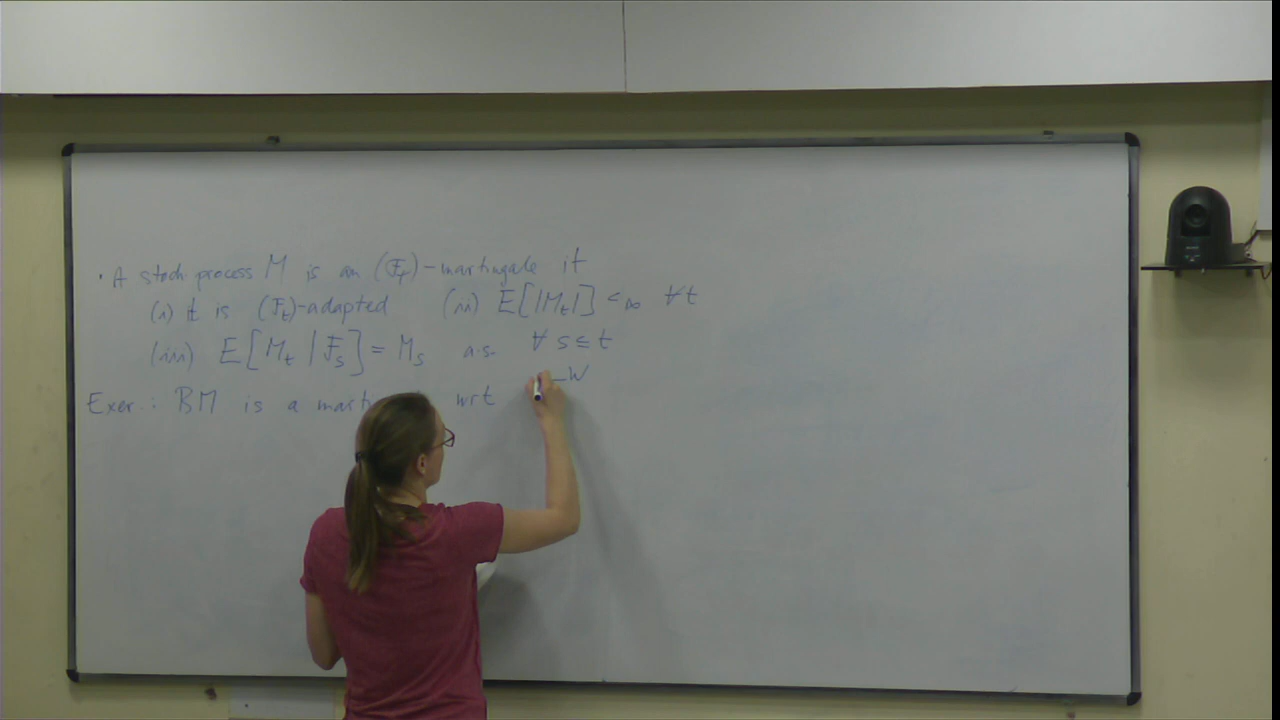 · A stoch process M is an (F_t)-martingale if
(i) it is (F_t)-adapted (ii) E[|M_t|] < ∞ ∀ t
(iii) E[M_t | F_s] = M_s a.s. ∀ s ≤ t
Exer.: BM is a wrt W